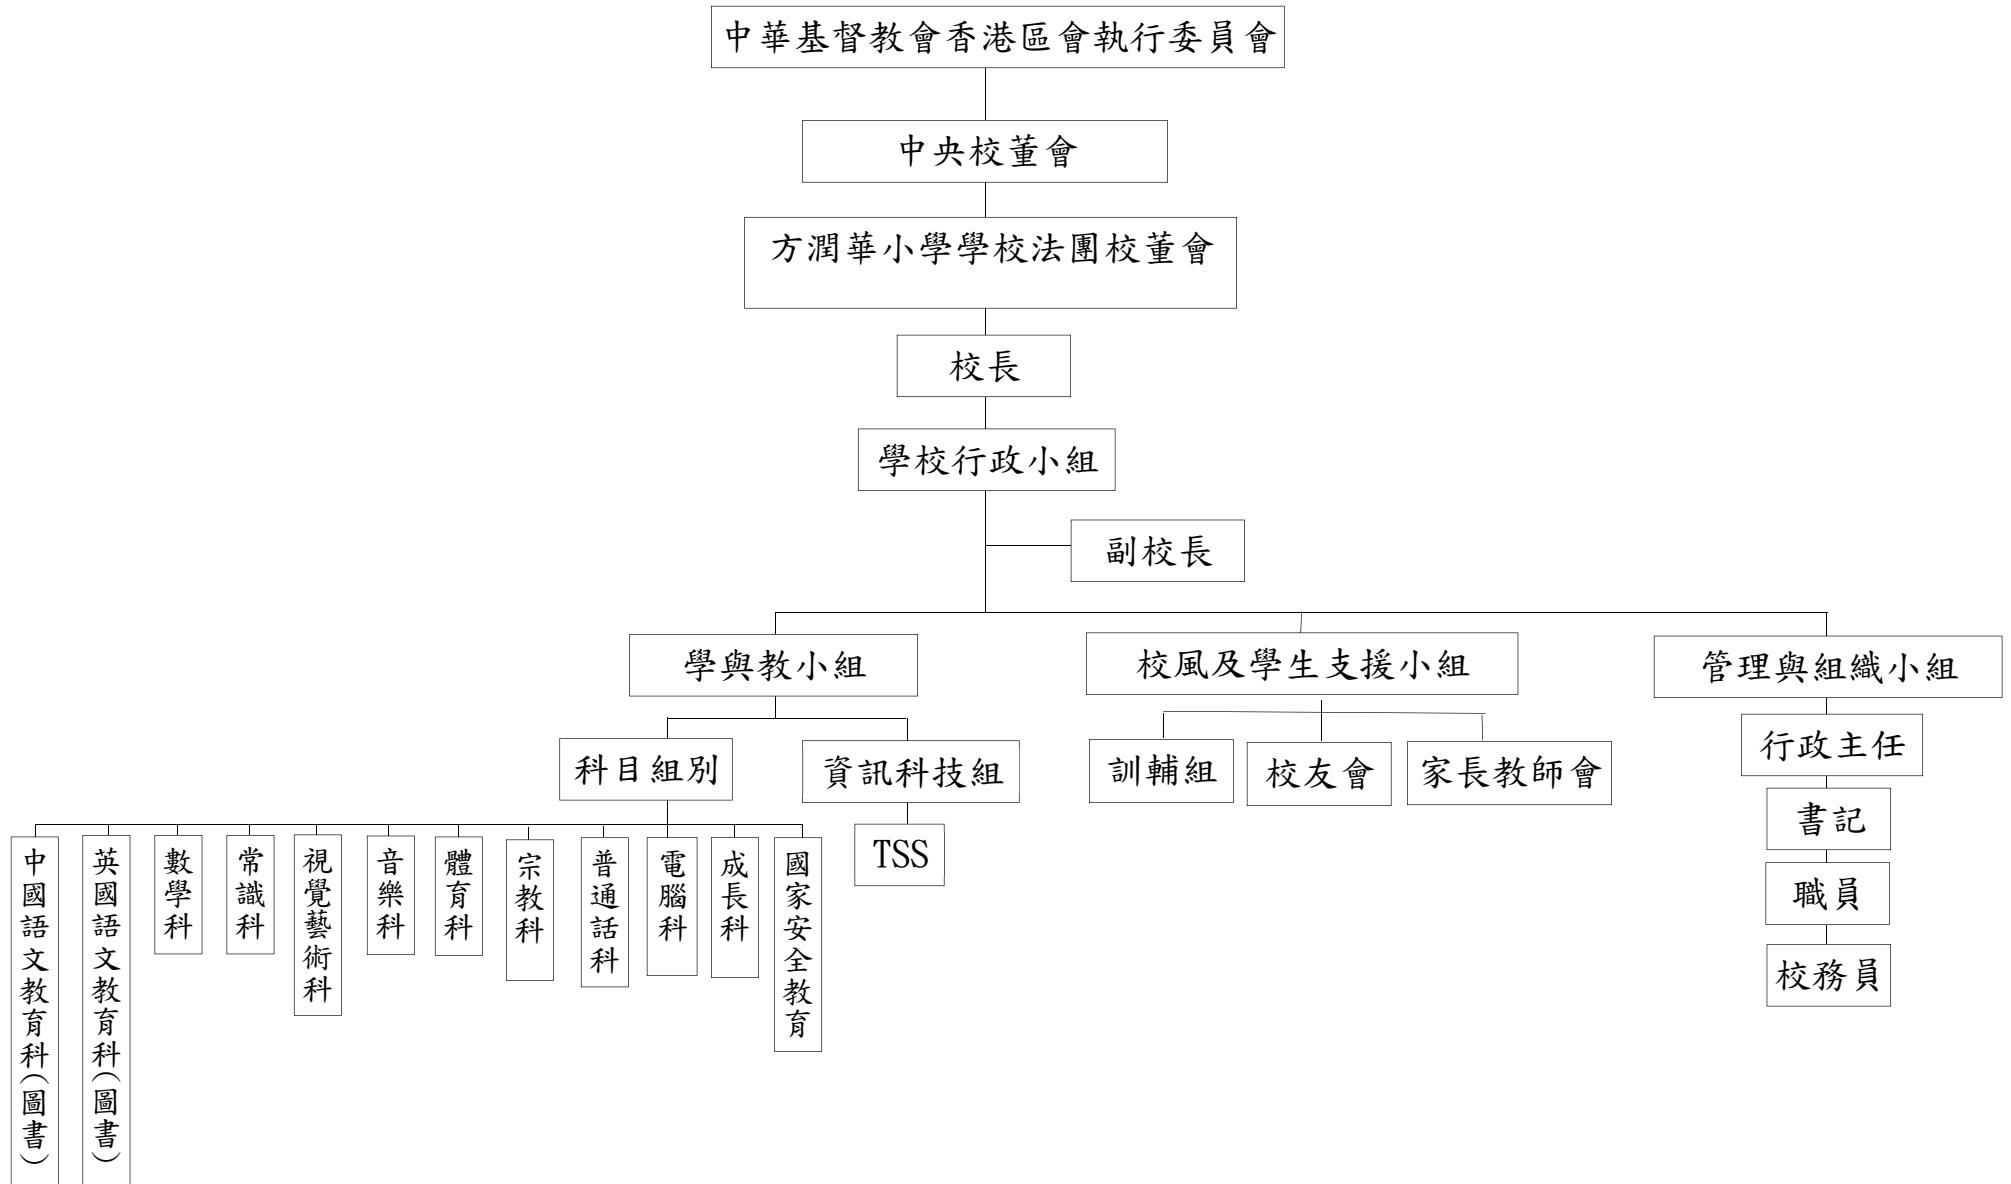 中華基督教會香港區會執行委員會
中央校董會
方潤華小學學校法團校董會
校長
學校行政小組
副校長
學與教小組
校風及學生支援小組
管理與組織小組
科目組別
資訊科技組
訓輔組
校友會
家長教師會
行政主任
書記
職員
校務員
TSS
中國語文教育科(圖書)
英國語文教育科(圖書)
數學科
常識科
視覺藝術科
音樂科
體育科
宗教科
普通話科
電腦科
成長科
國家安全教育